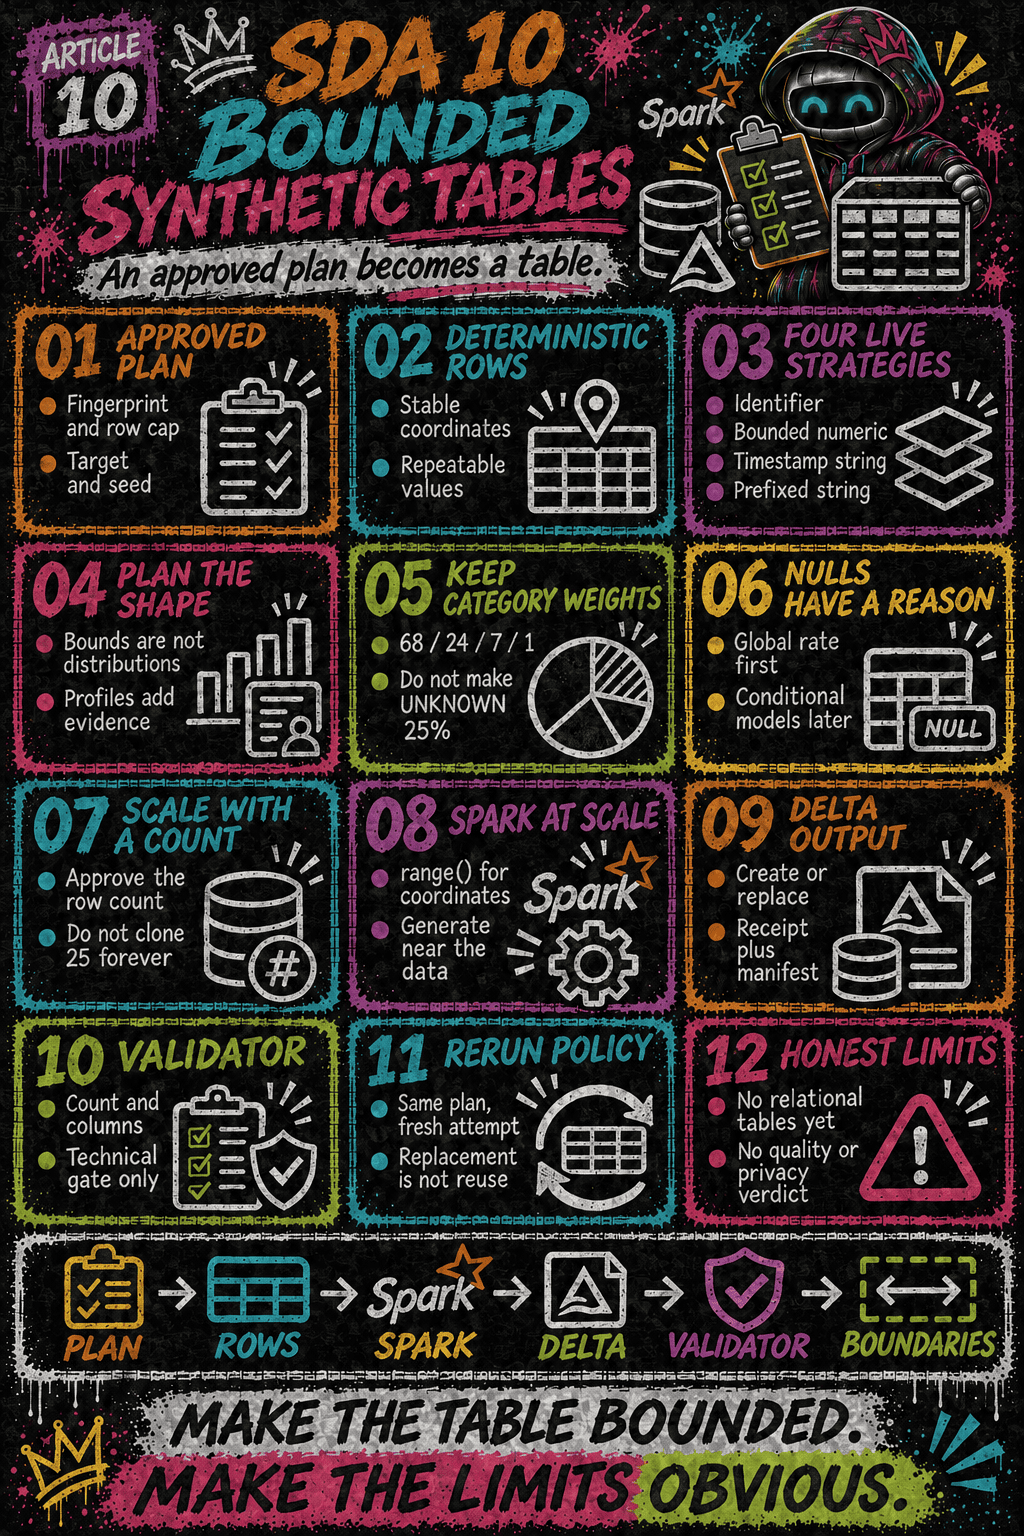 ARTICLE
10
SDA 10
BOUNDED
SYNTHETIC TABLES
An approved plan becomes a table.
Spark
01 APPROVED
PLAN
Fingerprint
and row cap
Target
and seed
02 DETERMINISTIC
ROWS
Stable
coordinates
Repeatable
values
03 FOUR LIVE
STRATEGIES
Identifier
Bounded numeric
Timestamp string
Prefixed string
04 PLAN THE
SHAPE
Bounds are not
distributions
Profiles add
evidence
05 KEEP
CATEGORY WEIGHTS
68 / 24 / 7 / 1
Do not make
UNKNOWN
25%
06 NULLS
HAVE A REASON
Global rate
first
Conditional
models later
NULL
07 SCALE WITH
A COUNT
Approve the
row count
Do not clone
25 forever
#
08 SPARK AT SCALE
range() for
coordinates
Generate
near the
data
Spark
09 DELTA
OUTPUT
Create or
replace
Receipt
plus
manifest
10 VALIDATOR
Count and
columns
Technical
gate only
11 RERUN POLICY
Same plan,
fresh attempt
Replacement
is not reuse
12 HONEST LIMITS
No relational
tables yet
No quality or
privacy
verdict
!
Spark
PLAN
ROWS
SPARK
DELTA
VALIDATOR
BOUNDARIES
MAKE THE TABLE BOUNDED.
MAKE THE LIMITS OBVIOUS.